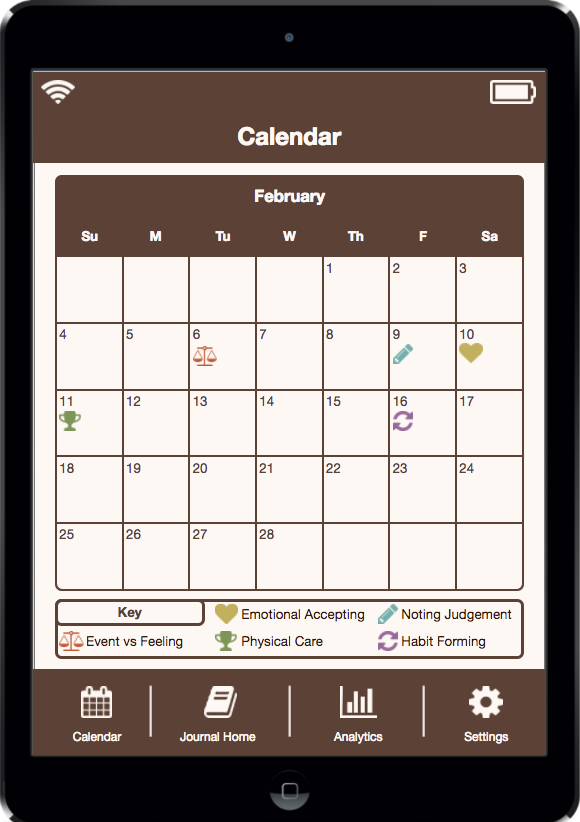 Calendar
February
Su M Tu W Th F Sa
1 2 3
4 5 6 7 8 9 10
11 12 13 14 15 16 17
18 19 20 21 22 23 24
25 26 27 28
Key Emotional Accepting Noting Judgement
Event vs Feeling Physical Care Habit Forming
Calendar Journal Home Analytics Settings